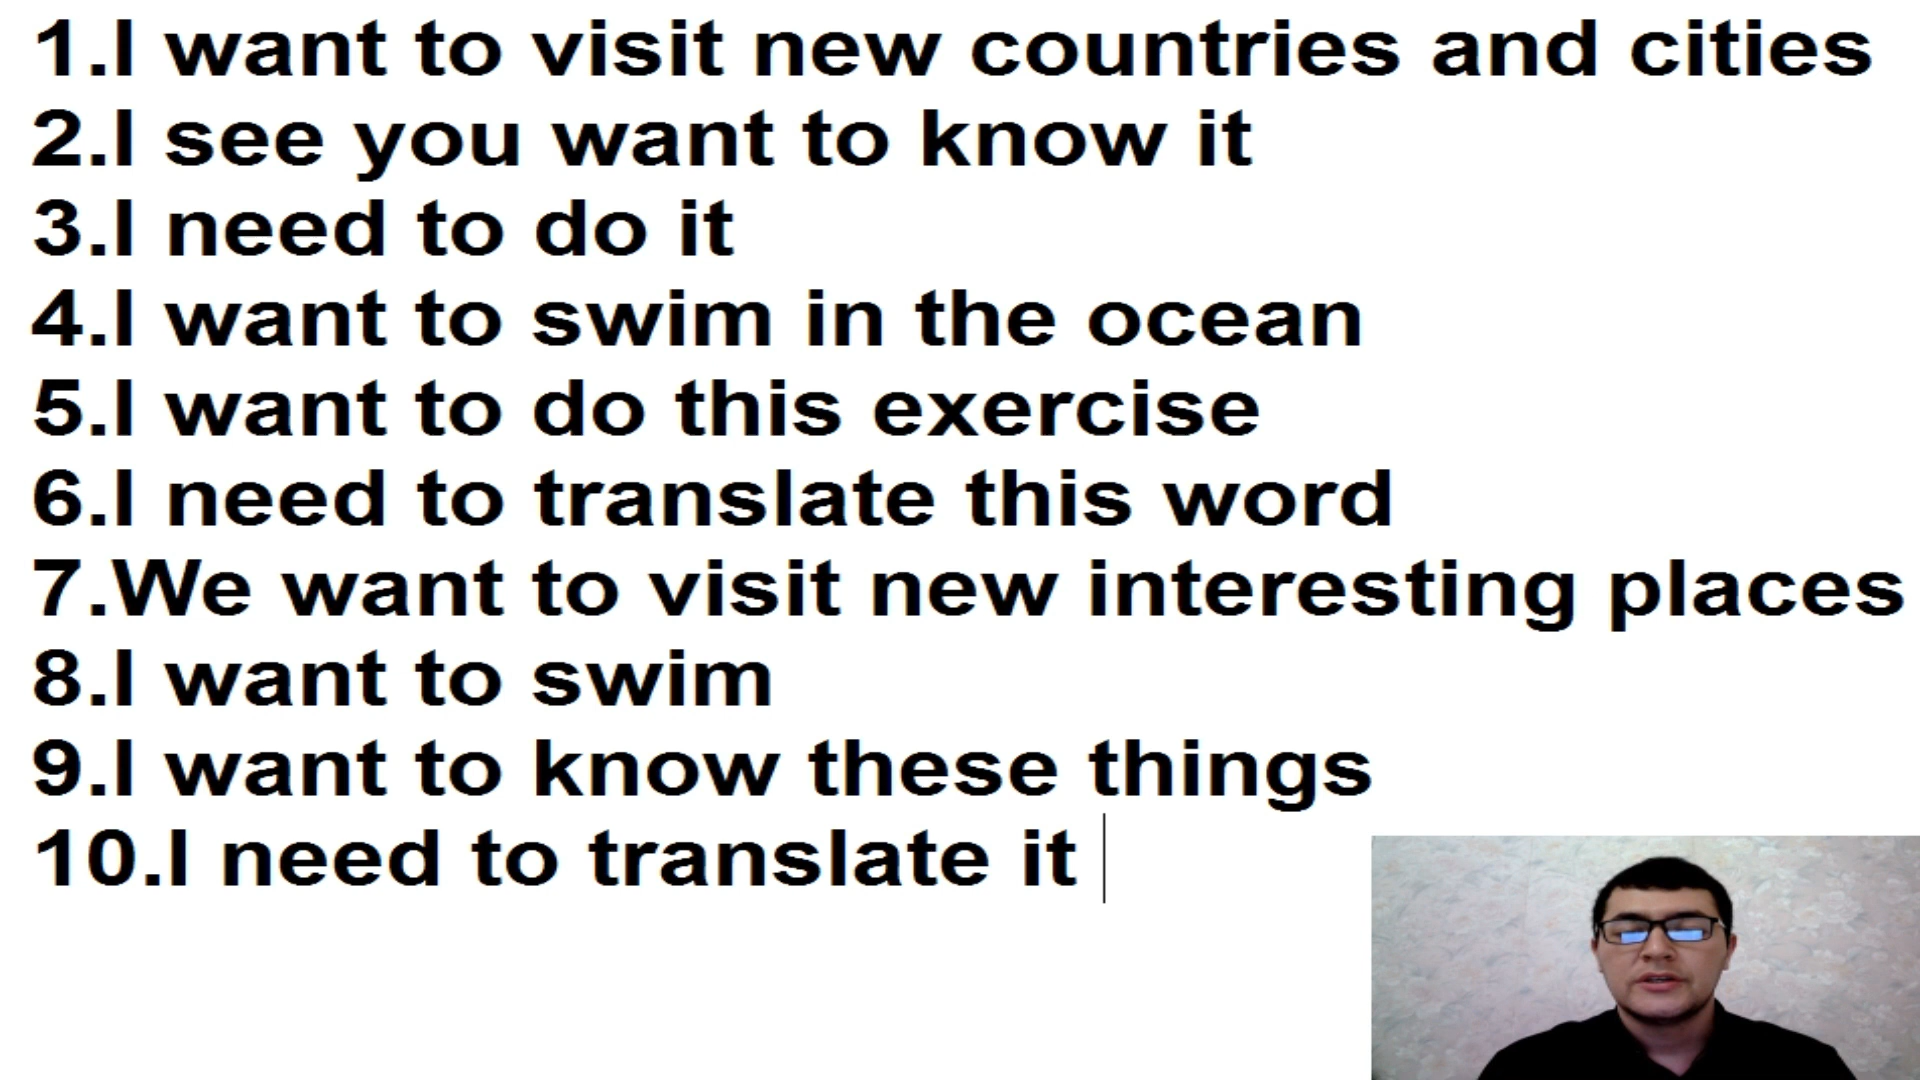 1.I want to visit new countries and cities
2.I see you want to know it
3.I need to do it
4.I want to swim in the ocean
5.I want to do this exercise
6.I need to translate this word
7.We want to visit new interesting places
8.I want to swim
9.I want to know these things
10.I need to translate it